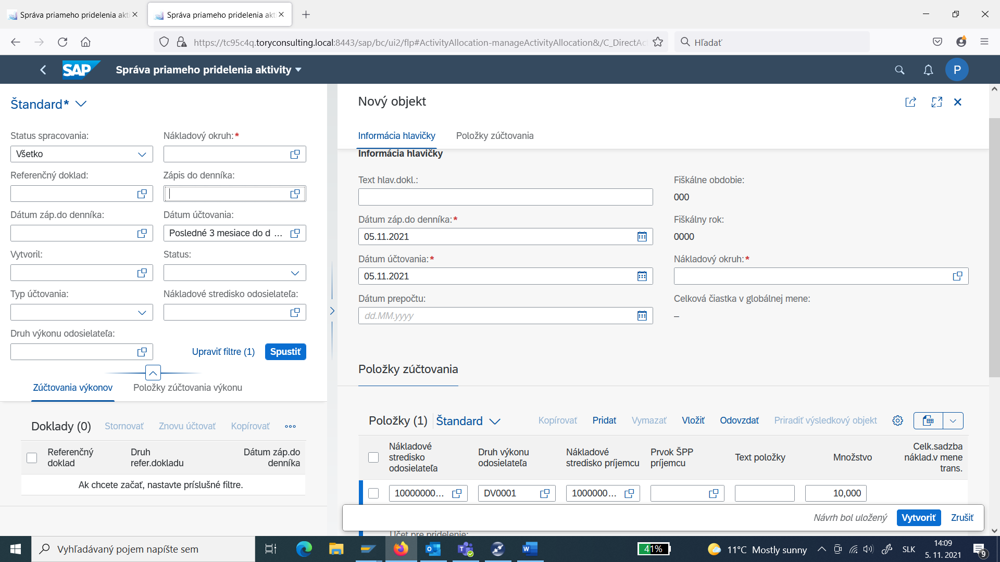 Správa priameho pridelenia akti
Správa priameho pridelenia akt
https://tc95c4q.toryconsulting.local:8443/sap/bc/ui2/flp#ActivityAllocation-manageActivityAllocation&/C_DirectAct
Hľadať
SAP
Správa priameho pridelenia aktivity
P
Štandard*
Status spracovania:
Nákladový okruh:*
Všetko
Referenčný doklad:
Zápis do denníka:
Dátum záp.do denníka:
Dátum účtovania:
Posledné 3 mesiace do d ...
Vytvoril:
Status:
Typ účtovania:
Nákladové stredisko odosielateľa:
Druh výkonu odosielateľa:
Upraviť filtre (1)
Spustiť
Zúčtovania výkonov
Položky zúčtovania výkonu
Doklady (0)
Stornovať
Znovu účtovať
Kopírovať
Referenčný doklad
Druh refer.dokladu
Dátum záp.do denníka
Ak chcete začať, nastavte príslušné filtre.
Nový objekt
Informácia hlavičky
Položky zúčtovania
Informácia hlavičky
Text hlav.dokl.:
Fiškálne obdobie:
000
Dátum záp.do denníka:*
05.11.2021
Fiškálny rok:
0000
Dátum účtovania:*
05.11.2021
Nákladový okruh:*
Dátum prepočtu:
dd.MM.yyyy
Celková čiastka v globálnej mene:
–
Položky zúčtovania
Položky (1)
Štandard
Kopírovať
Pridať
Vymazať
Vložiť
Odovzdať
Priradiť výsledkový objekt
Nákladové stredisko odosielateľa
Druh výkonu odosielateľa
Nákladové stredisko príjemcu
Prvok ŠPP príjemcu
Text položky
Množstvo
Celk.sadzba náklad.v mene trans.
10000000...
DV0001
1000000...
10,000
Účet pre pridelenie:
Návrh bol uložený
Vytvoriť
Zrušiť
Vyhľadávaný pojem napíšte sem
41%
11°C Mostly sunny
SLK
14:09
5. 11. 2021
9